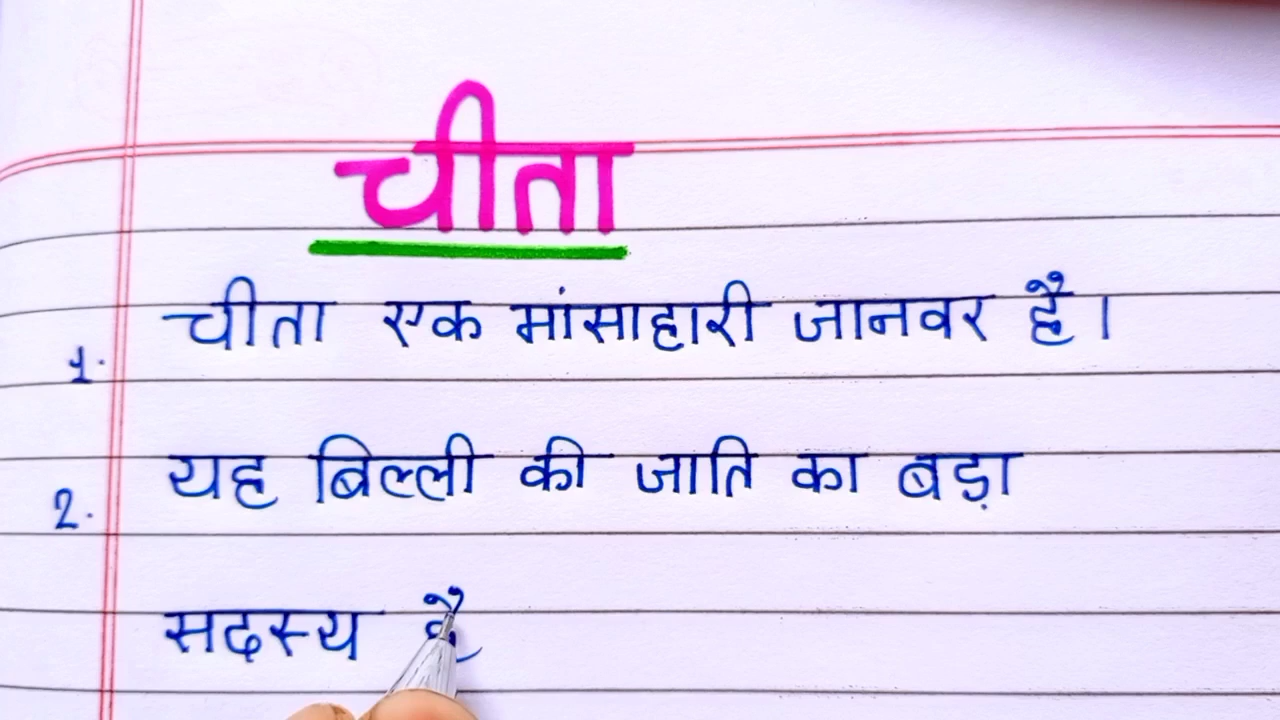 चीता
1. चीता एक मांसाहारी जानवर है।
2. यह बिल्ली की जाति का बड़ा
सदस्य है